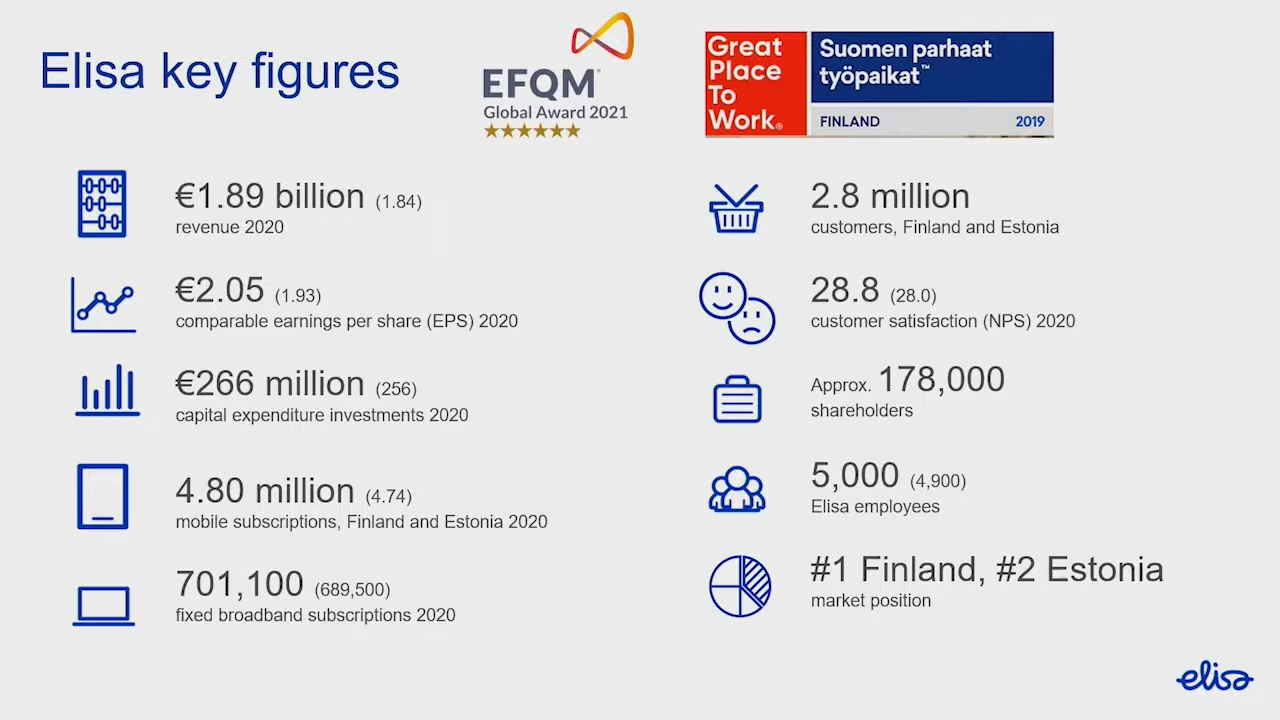 Elisa key figures
EFQM®
Global Award 2021
Great
Place
To
Work®
Suomen parhaat
työpaikat™
FINLAND 2019
€1.89 billion (1.84)
revenue 2020
€2.05 (1.93)
comparable earnings per share (EPS) 2020
€266 million (256)
capital expenditure investments 2020
4.80 million (4.74)
mobile subscriptions, Finland and Estonia 2020
701,100 (689,500)
fixed broadband subscriptions 2020
2.8 million
customers, Finland and Estonia
28.8 (28.0)
customer satisfaction (NPS) 2020
Approx. 178,000
shareholders
5,000 (4,900)
Elisa employees
#1 Finland, #2 Estonia
market position
elisa